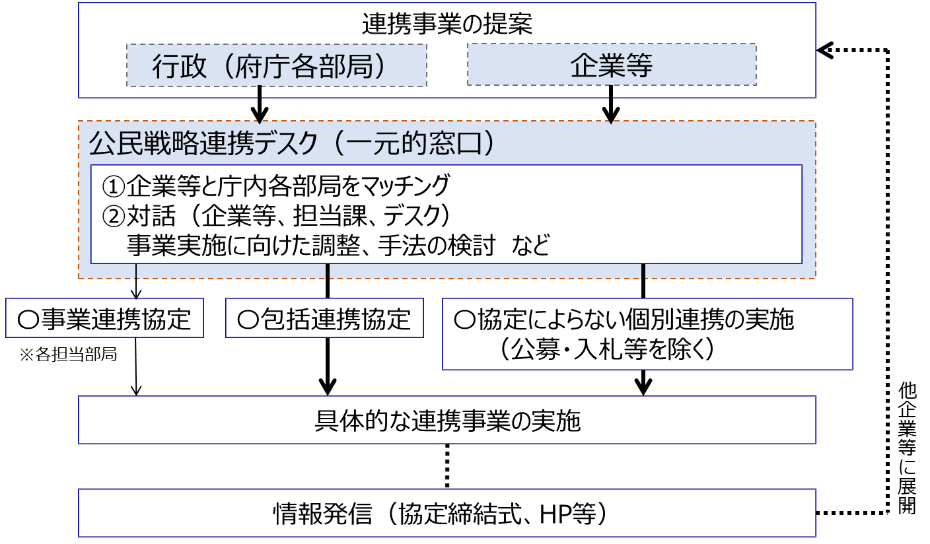 連携事業の提案
行政（府庁各部局）
企業等
公民戦略連携デスク（一元的窓口）
①企業等と庁内各部局をマッチング
②対話（企業等、担当課、デスク）
事業実施に向けた調整、手法の検討 など
〇事業連携協定
※各担当部局
〇包括連携協定
〇協定によらない個別連携の実施
（公募・入札等を除く）
具体的な連携事業の実施
情報発信（協定締結式、HP等）
他企業等に展開